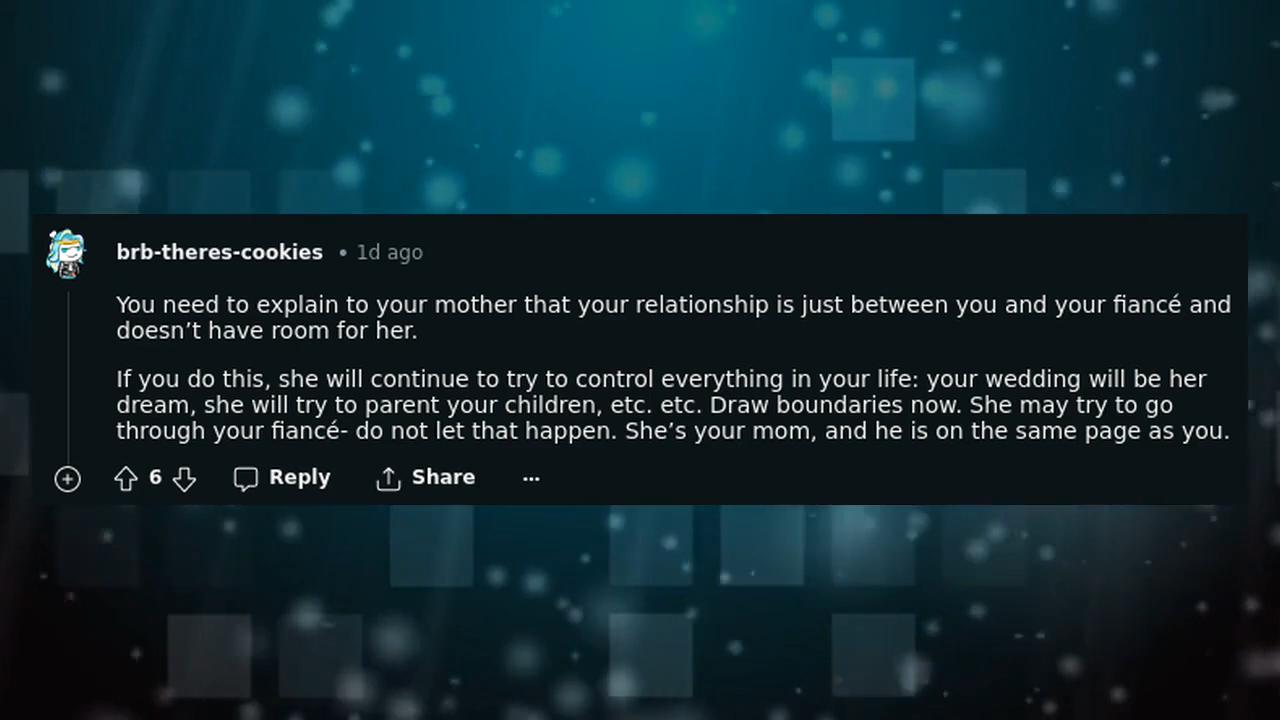 brb-theres-cookies • 1d ago
You need to explain to your mother that your relationship is just between you and your fiancé and
doesn’t have room for her.
If you do this, she will continue to try to control everything in your life: your wedding will be her
dream, she will try to parent your children, etc. etc. Draw boundaries now. She may try to go
through your fiancé- do not let that happen. She’s your mom, and he is on the same page as you.
6 Reply Share ...